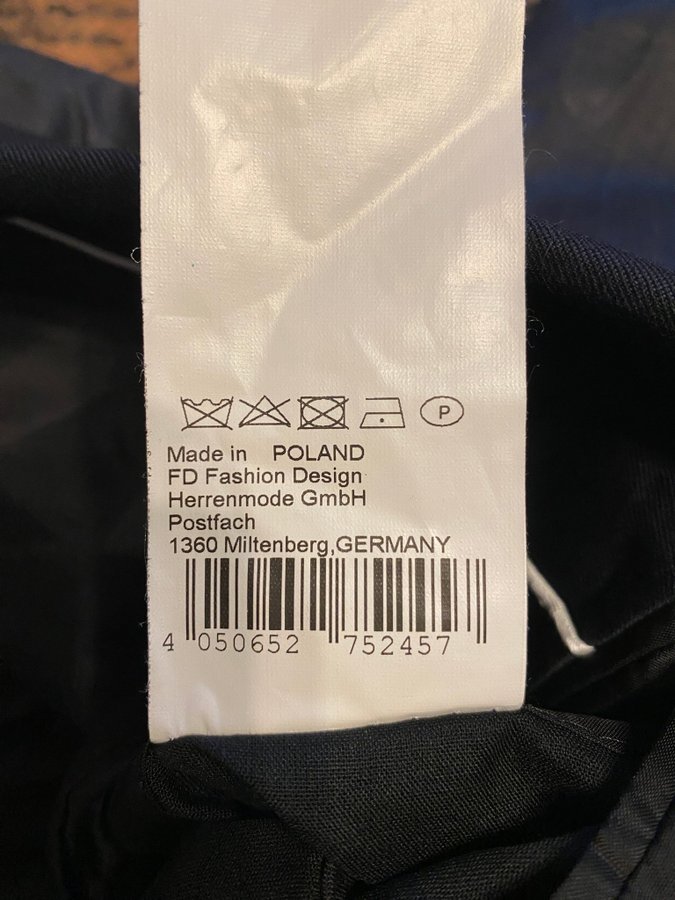 P
Made in POLAND
FD Fashion Design
Herrenmode GmbH
Postfach
1360 Miltenberg,GERMANY
4 050652 752457